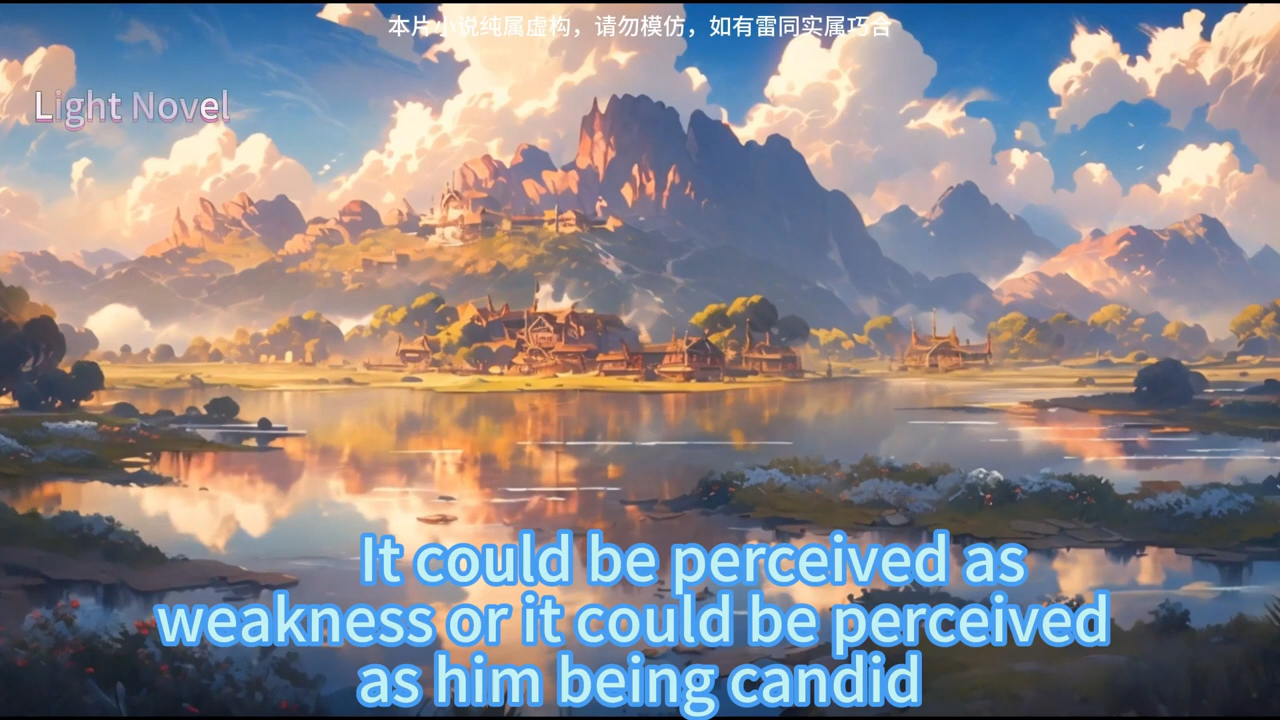 本片小说纯属虚构，请勿模仿，如有雷同实属巧合
Light Novel
It could be perceived as
weakness or it could be perceived
as him being candid